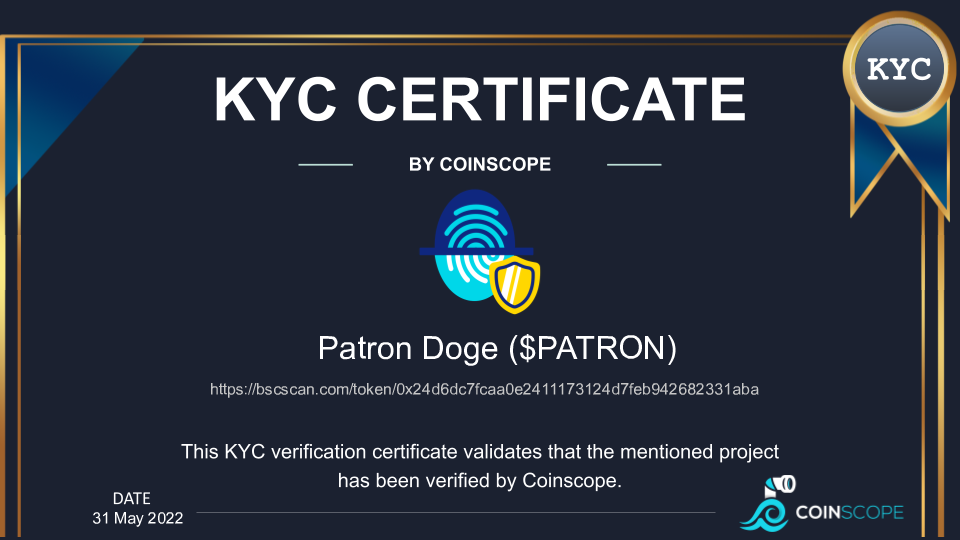 KYC CERTIFICATE
KYC
BY COINSCOPE
Patron Doge ($PATRON)
https://bscscan.com/token/0x24d6dc7fcaa0e2411173124d7feb942682331aba
This KYC verification certificate validates that the mentioned project
has been verified by Coinscope.
DATE
31 May 2022
COINSCOPE